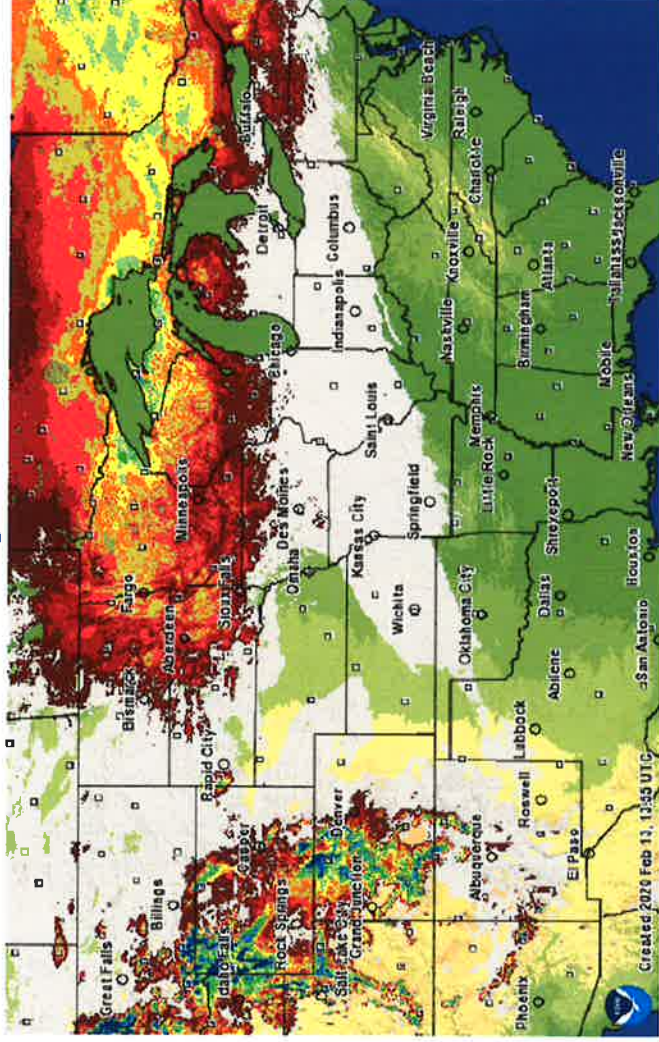 Great Falls
Billings
Bismarck
Fargo
Aberdeen
Minneapolis
Rapid City
Sioux Falls
Idaho Falls
Casper
Rock Springs
Salt Lake City
Grand Junction
Denver
Omaha
Des Moines
Chicago
Detroit
Buffalo
Kansas City
Saint Louis
Indianapolis
Columbus
Wichita
Springfield
Albuquerque
Oklahoma City
Little Rock
Memphis
Nashville
Knoxville
Charlotte
Raleigh
Virginia Beach
Phoenix
Roswell
Lubbock
Abilene
Dallas
Shreveport
Birmingham
Atlanta
El Paso
San Antonio
Houston
New Orleans
Mobile
Tallahassee
Jacksonville
Created 2020 Feb 13, 13:55 UTC